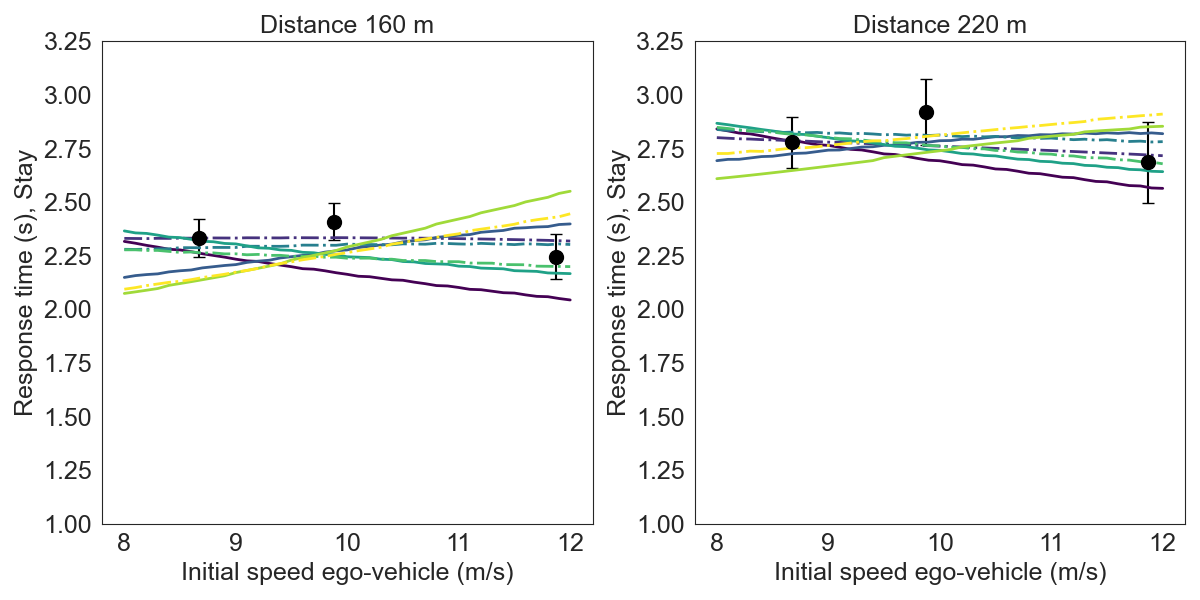 Distance 160 m
3.25
3.00
2.75
2.50
2.25
2.00
1.75
1.50
1.25
1.00
Response time (s), Stay
8 9 10 11 12
Initial speed ego-vehicle (m/s)
Distance 220 m
3.25
3.00
2.75
2.50
2.25
2.00
1.75
1.50
1.25
1.00
Response time (s), Stay
8 9 10 11 12
Initial speed ego-vehicle (m/s)